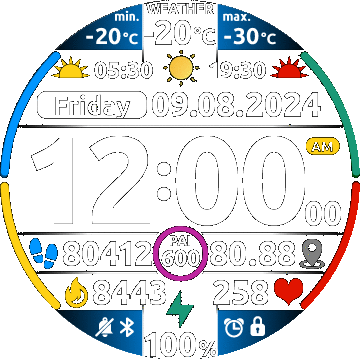 min. WEATHER max.
-20°c -20°c -30°c
05:30 19:30
Friday 09.08.2024
12:00 AM
00
80412 PAI 600 80.88
8443 258
100%